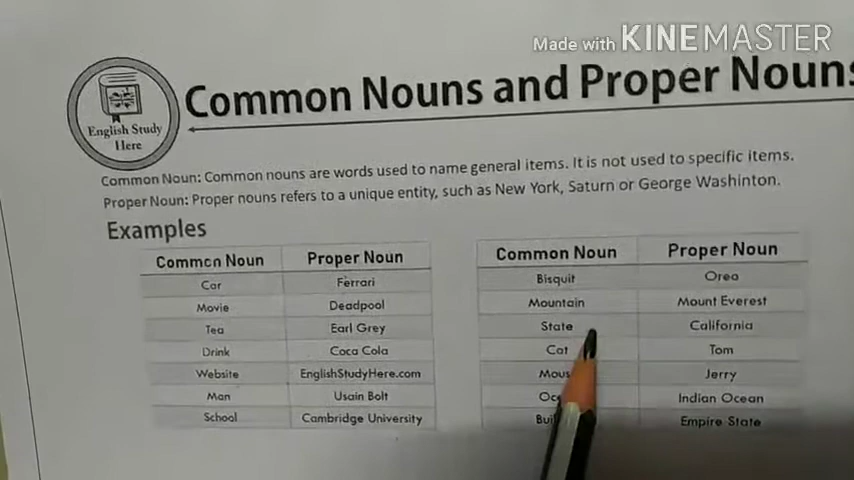 Made with KINEMASTER
English Study
Here
Common Nouns and Proper Nouns
Common Noun: Common nouns are words used to name general items. It is not used to specific items.
Proper Noun: Proper nouns refers to a unique entity, such as New York, Saturn or George Washinton.
Examples
Common Noun Proper Noun
Car Ferrari
Movie Deadpool
Tea Earl Grey
Drink Coca Cola
Website EnglishStudyHere.com
Man Usain Bolt
School Cambridge University
Common Noun Proper Noun
Bisquit Oreo
Mountain Mount Everest
State California
Cat Tom
Mous Jerry
Oc Indian Ocean
Bui Empire State